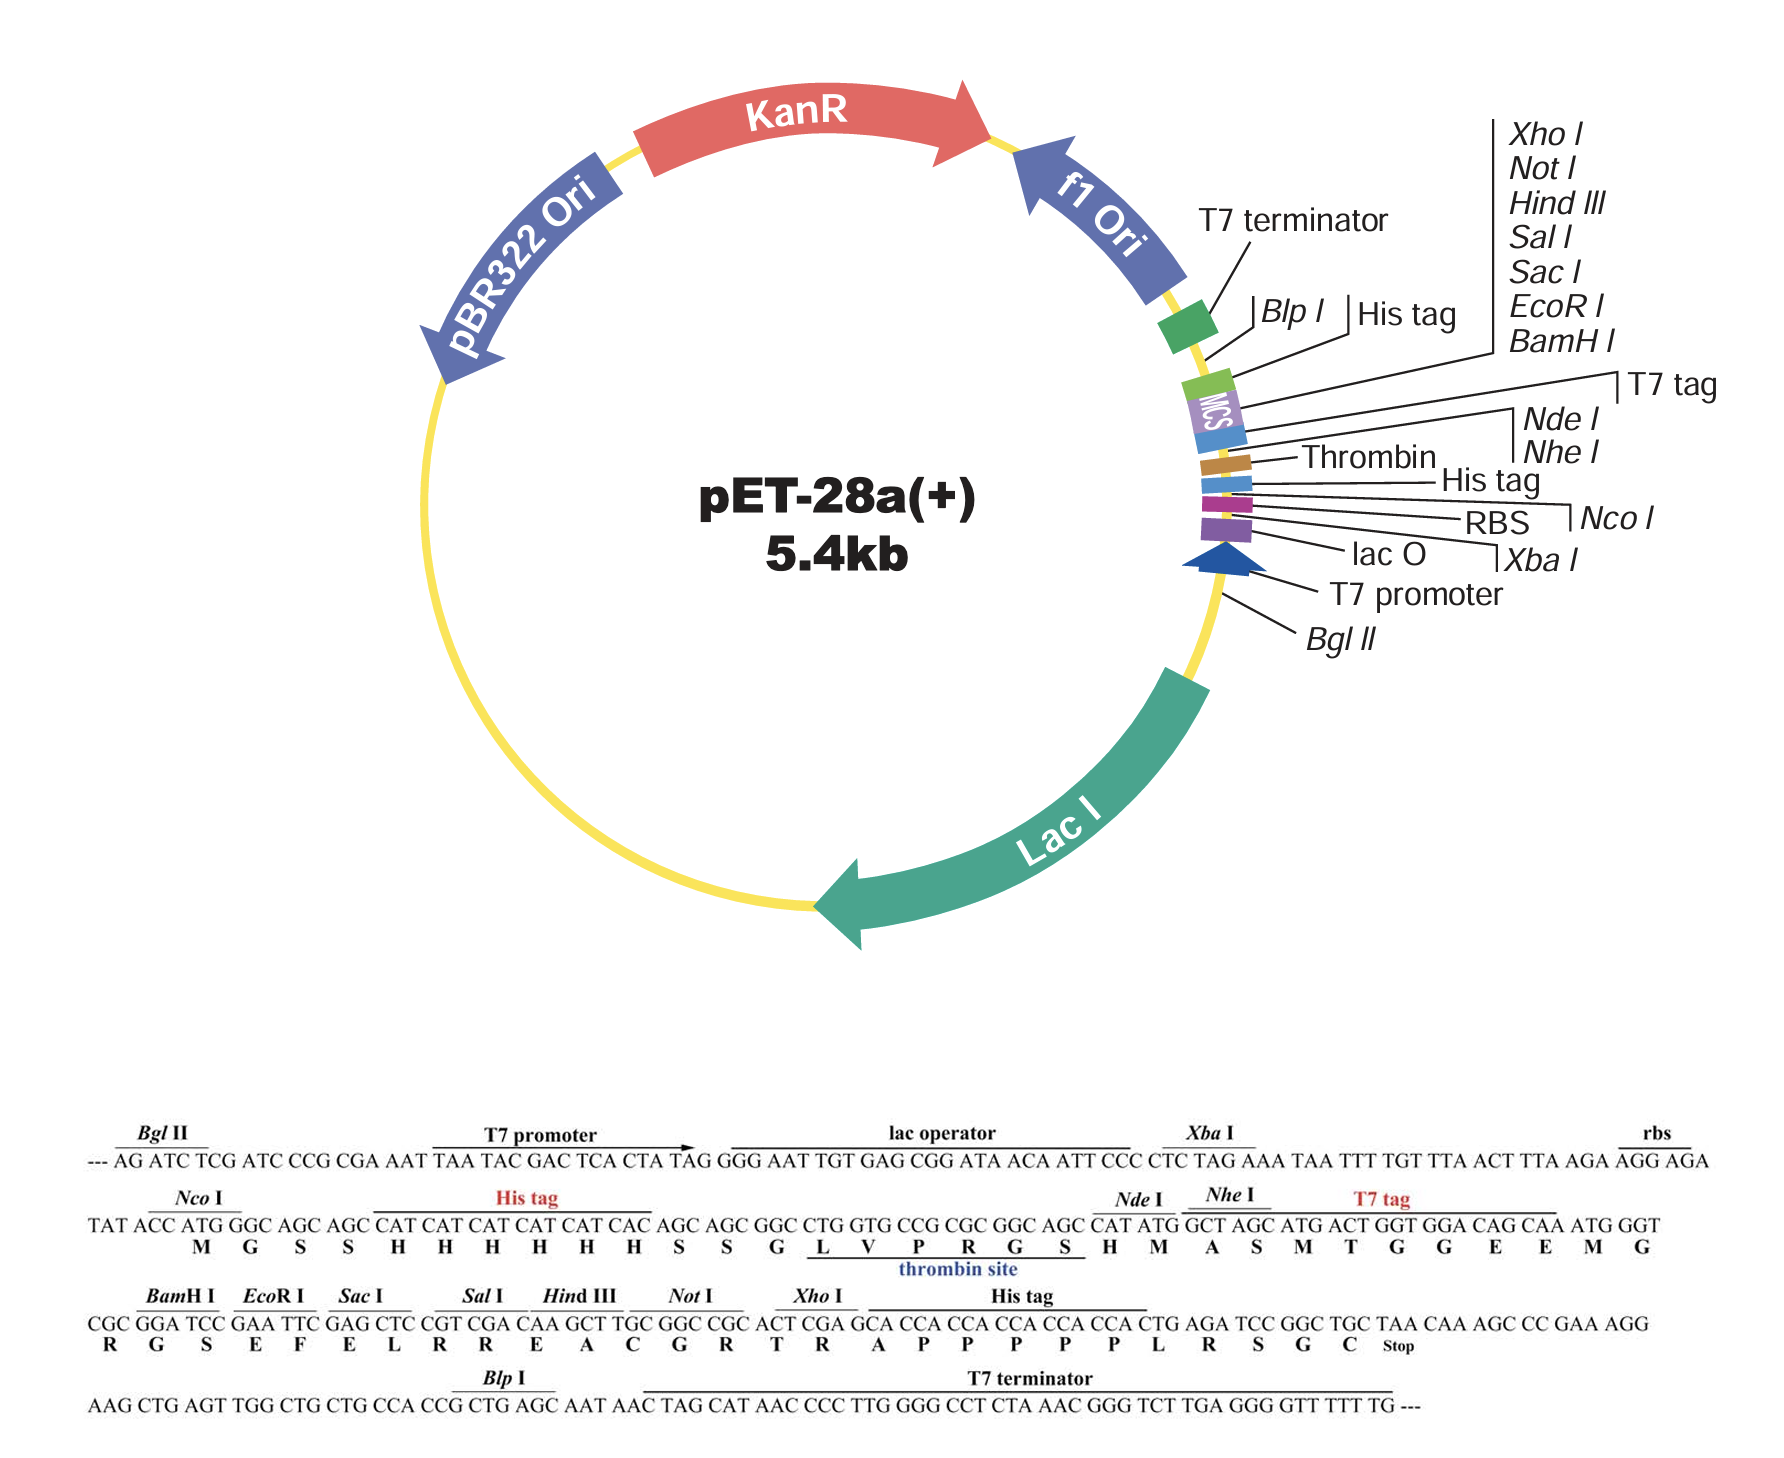 KanR
pBR322 Ori
f1 Ori
T7 terminator
Blp I
His tag
Xho I
Not I
Hind III
Sal I
Sac I
EcoR I
BamH I
MCS
T7 tag
Nde I
Nhe I
Thrombin
His tag
RBS
Nco I
lac O
Xba I
T7 promoter
Bgl II
Lac I
pET-28a(+)
5.4kb
Bgl II T7 promoter lac operator Xba I rbs
--- AG ATC TCG ATC CCG CGA AAT TAA TAC GAC TCA CTA TAG GGG AAT TGT GAG CGG ATA ACA ATT CCC CTC TAG AAA TAA TTT TGT TTA ACT TTA AGA AGG AGA
Nco I His tag Nde I Nhe I T7 tag
TAT ACC ATG GGC AGC AGC CAT CAT CAT CAT CAT CAC AGC AGC GGC CTG GTG CCG CGC GGC AGC CAT ATG GCT AGC ATG ACT GGT GGA CAG CAA ATG GGT
M G S S H H H H H H S S G L V P R G S H M A S M T G G E E M G
thrombin site
BamH I EcoR I Sac I Sal I Hind III Not I Xho I His tag
CGC GGA TCC GAA TTC GAG CTC CGT CGA CAA GCT TGC GGC CGC ACT CGA GCA CCA CCA CCA CCA CCA CTG AGA TCC GGC TGC TAA CAA AGC CC GAA AGG
R G S E F E L R R E A C G R T R A P P P P P L R S G C Stop
Blp I T7 terminator
AAG CTG AGT TGG CTG CTG CCA CCG CTG AGC AAT AAC TAG CAT AAC CCC TTG GGG CCT CTA AAC GGG TCT TGA GGG GTT TTT TG ---